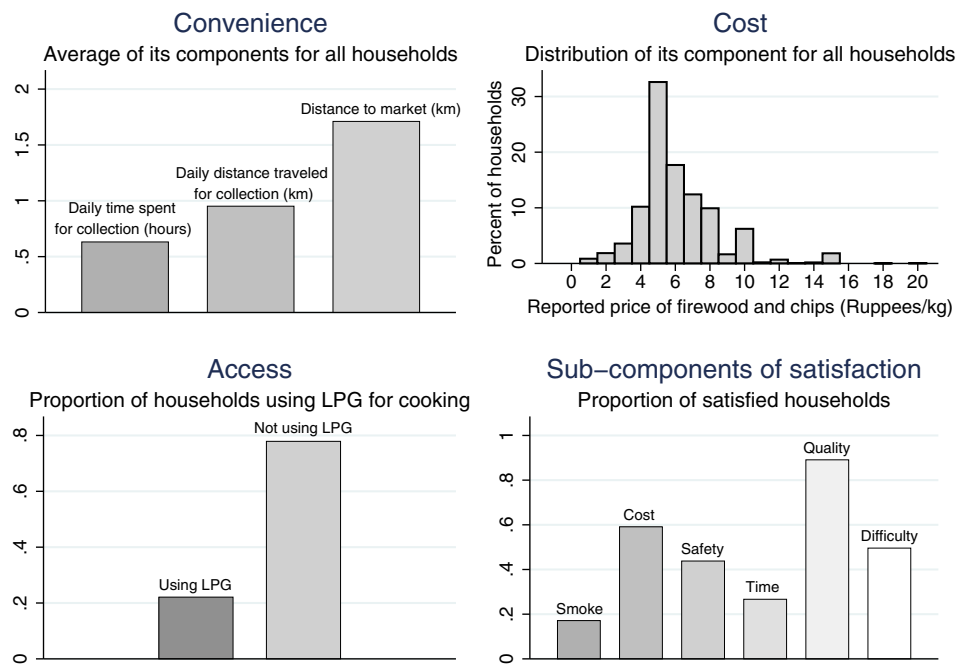 Convenience
Average of its components for all households
2
1.5
1
.5
0
Distance to market (km)
Daily distance traveled
for collection (km)
Daily time spent
for collection (hours)
Cost
Distribution of its component for all households
Percent of households
30
20
10
0
0 2 4 6 8 10 12 14 16 18 20
Reported price of firewood and chips (Ruppees/kg)
Access
Proportion of households using LPG for cooking
.8
.6
.4
.2
0
Not using LPG
Using LPG
Sub−components of satisfaction
Proportion of satisfied households
1
.8
.6
.4
.2
0
Smoke
Cost
Safety
Time
Quality
Difficulty